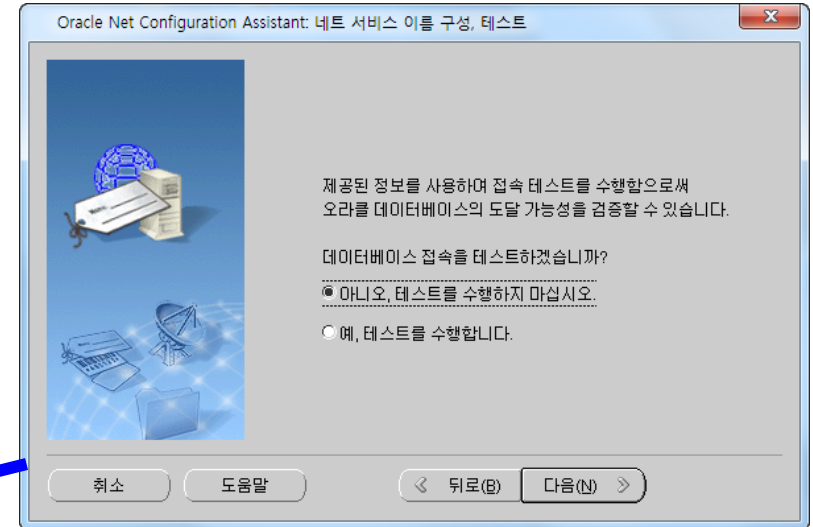 Oracle Net Configuration Assistant: 네트 서비스 이름 구성, 테스트
제공된 정보를 사용하여 접속 테스트를 수행함으로써
오라클 데이터베이스의 도달 가능성을 검증할 수 있습니다.
데이터베이스 접속을 테스트하겠습니까?
아니오, 테스트를 수행하지 마십시오.
예, 테스트를 수행합니다.
취소 도움말 뒤로(B) 다음(N)